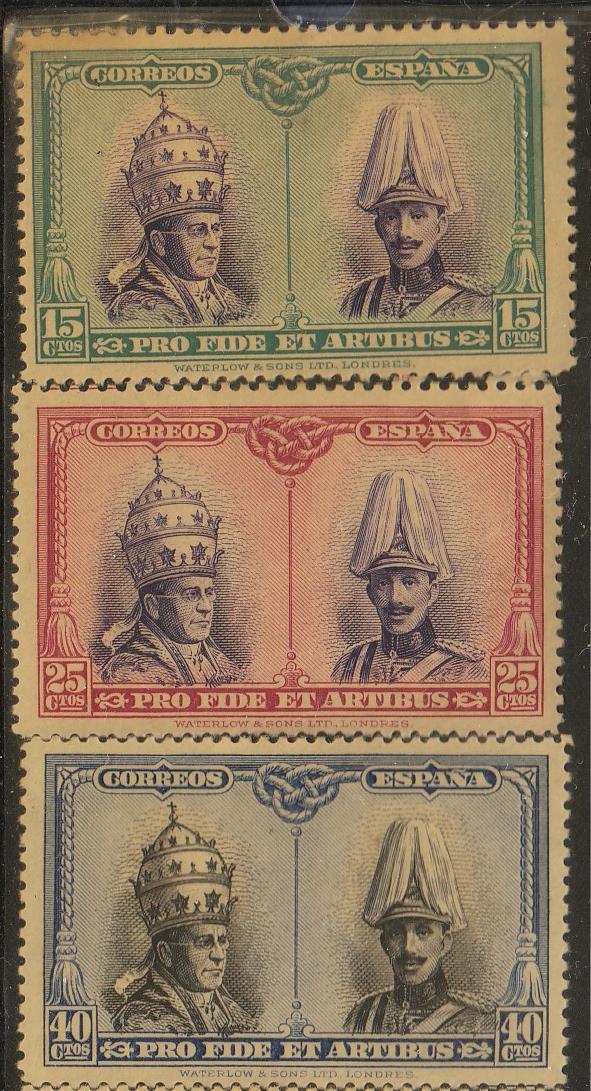 CORREOS ESPAÑA
15 CTOS PRO FIDE ET ARTIBUS 15 CTOS
WATERLOW & SONS LTD, LONDRES.
CORREOS ESPAÑA
25 CTOS PRO FIDE ET ARTIBUS 25 CTOS
WATERLOW & SONS LTD, LONDRES.
CORREOS ESPAÑA
40 CTOS PRO FIDE ET ARTIBUS 40 CTOS
WATERLOW & SONS LTD, LONDRES.